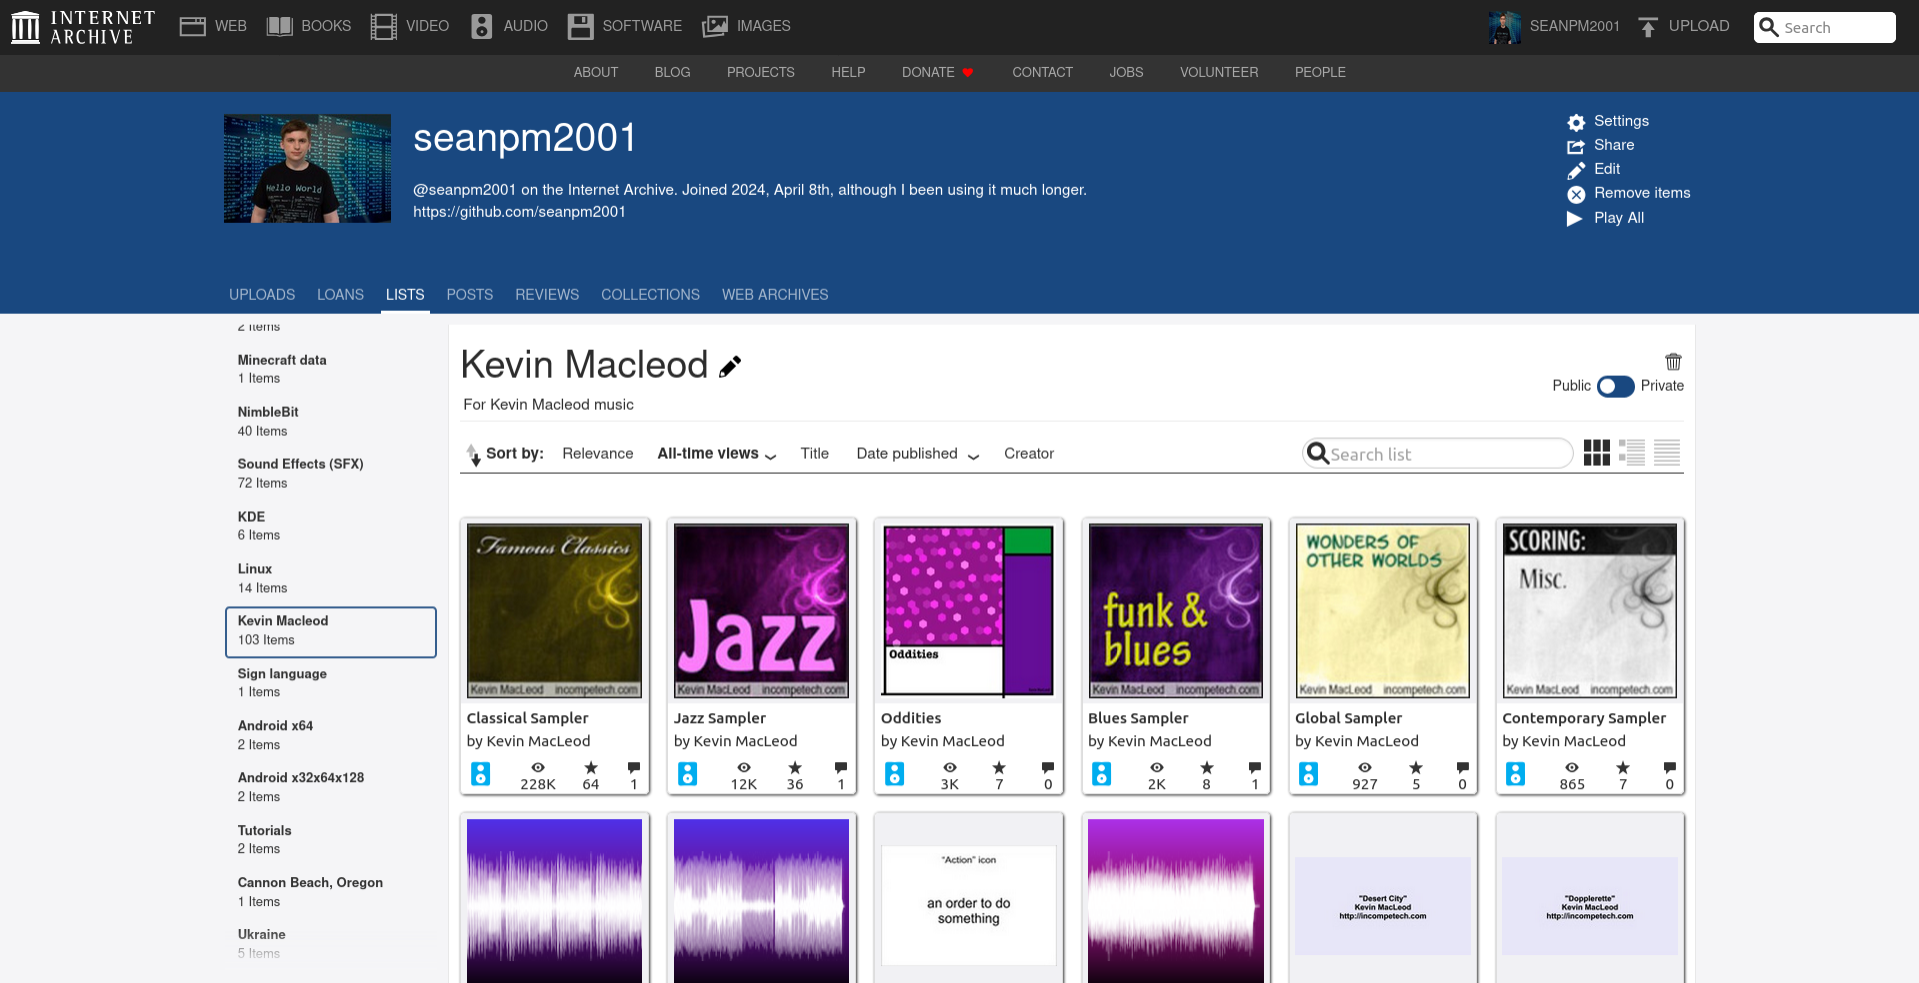 INTERNET ARCHIVE
WEB BOOKS VIDEO AUDIO SOFTWARE IMAGES SEANPM2001 UPLOAD Search
ABOUT BLOG PROJECTS HELP DONATE CONTACT JOBS VOLUNTEER PEOPLE
Hello World
seanpm2001
@seanpm2001 on the Internet Archive. Joined 2024, April 8th, although I been using it much longer.
https://github.com/seanpm2001
Settings
Share
Edit
Remove items
Play All
UPLOADS LOANS LISTS POSTS REVIEWS COLLECTIONS WEB ARCHIVES
2 Items
Minecraft data
1 Items
NimbleBit
40 Items
Sound Effects (SFX)
72 Items
KDE
6 Items
Linux
14 Items
Kevin Macleod
103 Items
Sign language
1 Items
Android x64
2 Items
Android x32x64x128
2 Items
Tutorials
2 Items
Cannon Beach, Oregon
1 Items
Ukraine
5 Items
Kevin Macleod
For Kevin Macleod music
Public Private
Sort by: Relevance All-time views Title Date published Creator
Search list
Famous Classics
Kevin MacLeod incompetech.com
Classical Sampler
by Kevin MacLeod
228K 64 1
Jazz
Kevin MacLeod incompetech.com
Jazz Sampler
by Kevin MacLeod
12K 36 1
Oddities
Oddities
by Kevin MacLeod
3K 7 0
funk &
blues
Kevin MacLeod incompetech.com
Blues Sampler
by Kevin MacLeod
2K 8 1
WONDERS OF
OTHER WORLDS
Kevin MacLeod incompetech.com
Global Sampler
by Kevin MacLeod
927 5 0
SCORING:
Misc.
Kevin MacLeod incompetech.com
Contemporary Sampler
by Kevin MacLeod
865 7 0
"Action" icon
an order to do
something
"Desert City"
Kevin MacLeod
http://incompetech.com
"Dopplerette"
Kevin MacLeod
http://incompetech.com